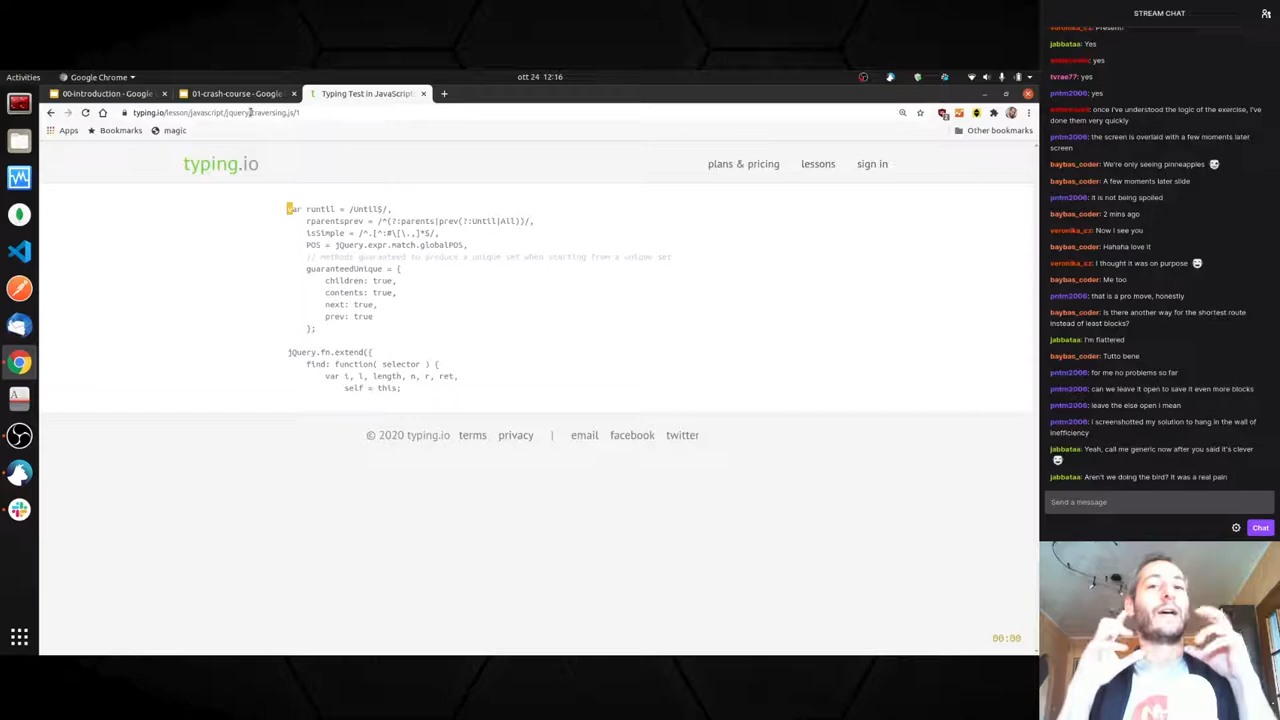 Activities
Google Chrome
ott 24 12:16
00-introduction - Google
01-crash-course - Google
Typing Test in JavaScript
typing.io/lesson/javascript/jquery/traversing.js/1
Apps
Bookmarks
magic
Other bookmarks
typing.io
plans & pricing
lessons
sign in
var runtil = /Until$/,
rparentsprev = /^(?:parents|prev(?:Until|All))/,
isSimple = /^.[^:#\[\.,]*$/,
POS = jQuery.expr.match.globalPOS,
// methods guaranteed to produce a unique set when starting from a unique set
guaranteedUnique = {
children: true,
contents: true,
next: true,
prev: true
};
jQuery.fn.extend({
find: function( selector ) {
var i, l, length, n, r, ret,
self = this;
© 2020 typing.io
terms
privacy
|
email
facebook
twitter
00:00
STREAM CHAT
veronika_cz: Present!
jabbataa: Yes
: yes
tvrae77: yes
pntm2006: yes
: once I've understood the logic of the exercise, I've
done them very quickly
pntm2006: the screen is overlaid with a few moments later
screen
baybas_coder: We're only seeing pinneapples
baybas_coder: A few moments later slide
pntm2006: it is not being spoiled
baybas_coder: 2 mins ago
veronika_cz: Now I see you
baybas_coder: Hahaha love it
veronika_cz: I thought it was on purpose
baybas_coder: Me too
pntm2006: that is a pro move, honestly
baybas_coder: Is there another way for the shortest route
instead of least blocks?
jabbataa: I'm flattered
baybas_coder: Tutto bene
pntm2006: for me no problems so far
pntm2006: can we leave it open to save it even more blocks
pntm2006: leave the else open i mean
pntm2006: I screenshotted my solution to hang in the wall of
inefficiency
jabbataa: Yeah, call me generic now after you said it's clever
jabbataa: Aren't we doing the bird? It was a real pain
Send a message
Chat